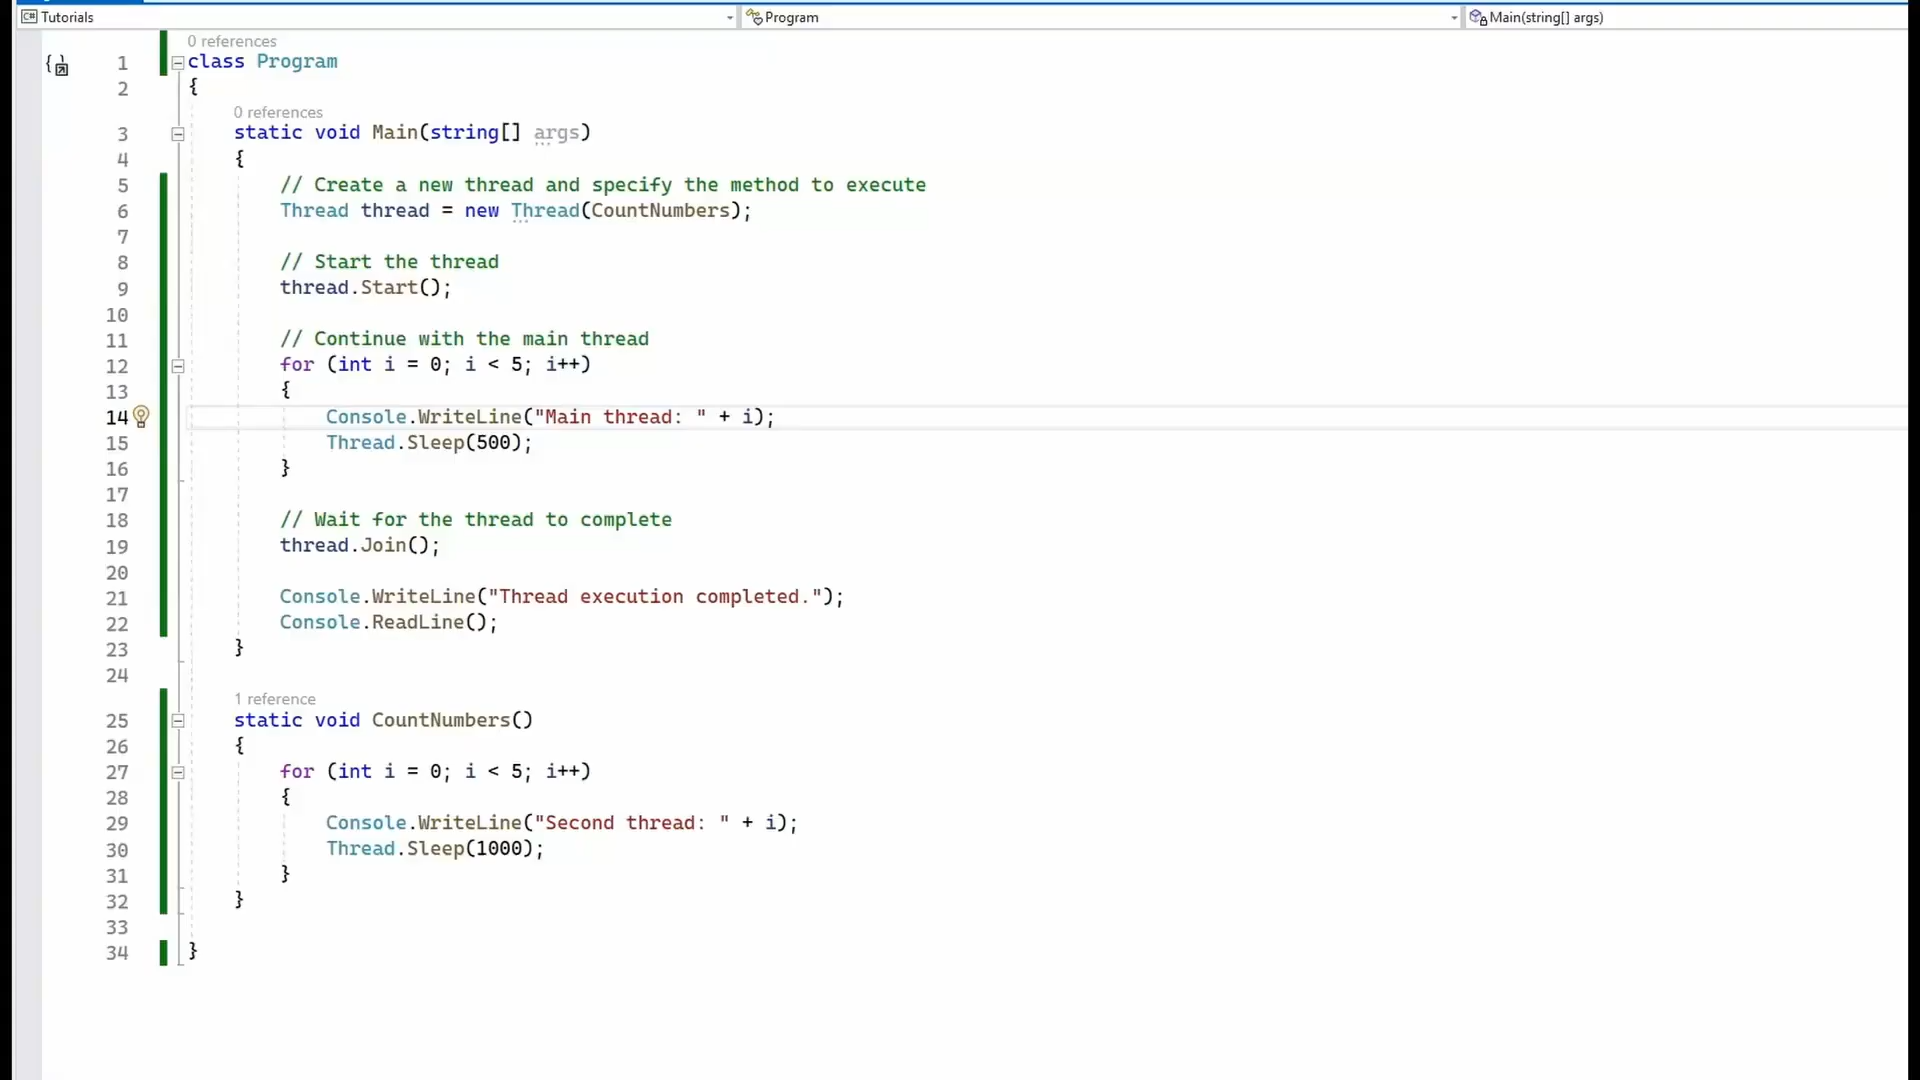 Tutorials
Program
Main(string[] args)
0 references
1 class Program
2 {
0 references
3 static void Main(string[] args)
4 {
5 // Create a new thread and specify the method to execute
6 Thread thread = new Thread(CountNumbers);
7
8 // Start the thread
9 thread.Start();
10
11 // Continue with the main thread
12 for (int i = 0; i < 5; i++)
13 {
14 Console.WriteLine("Main thread: " + i);
15 Thread.Sleep(500);
16 }
17
18 // Wait for the thread to complete
19 thread.Join();
20
21 Console.WriteLine("Thread execution completed.");
22 Console.ReadLine();
23 }
24
1 reference
25 static void CountNumbers()
26 {
27 for (int i = 0; i < 5; i++)
28 {
29 Console.WriteLine("Second thread: " + i);
30 Thread.Sleep(1000);
31 }
32 }
33
34 }